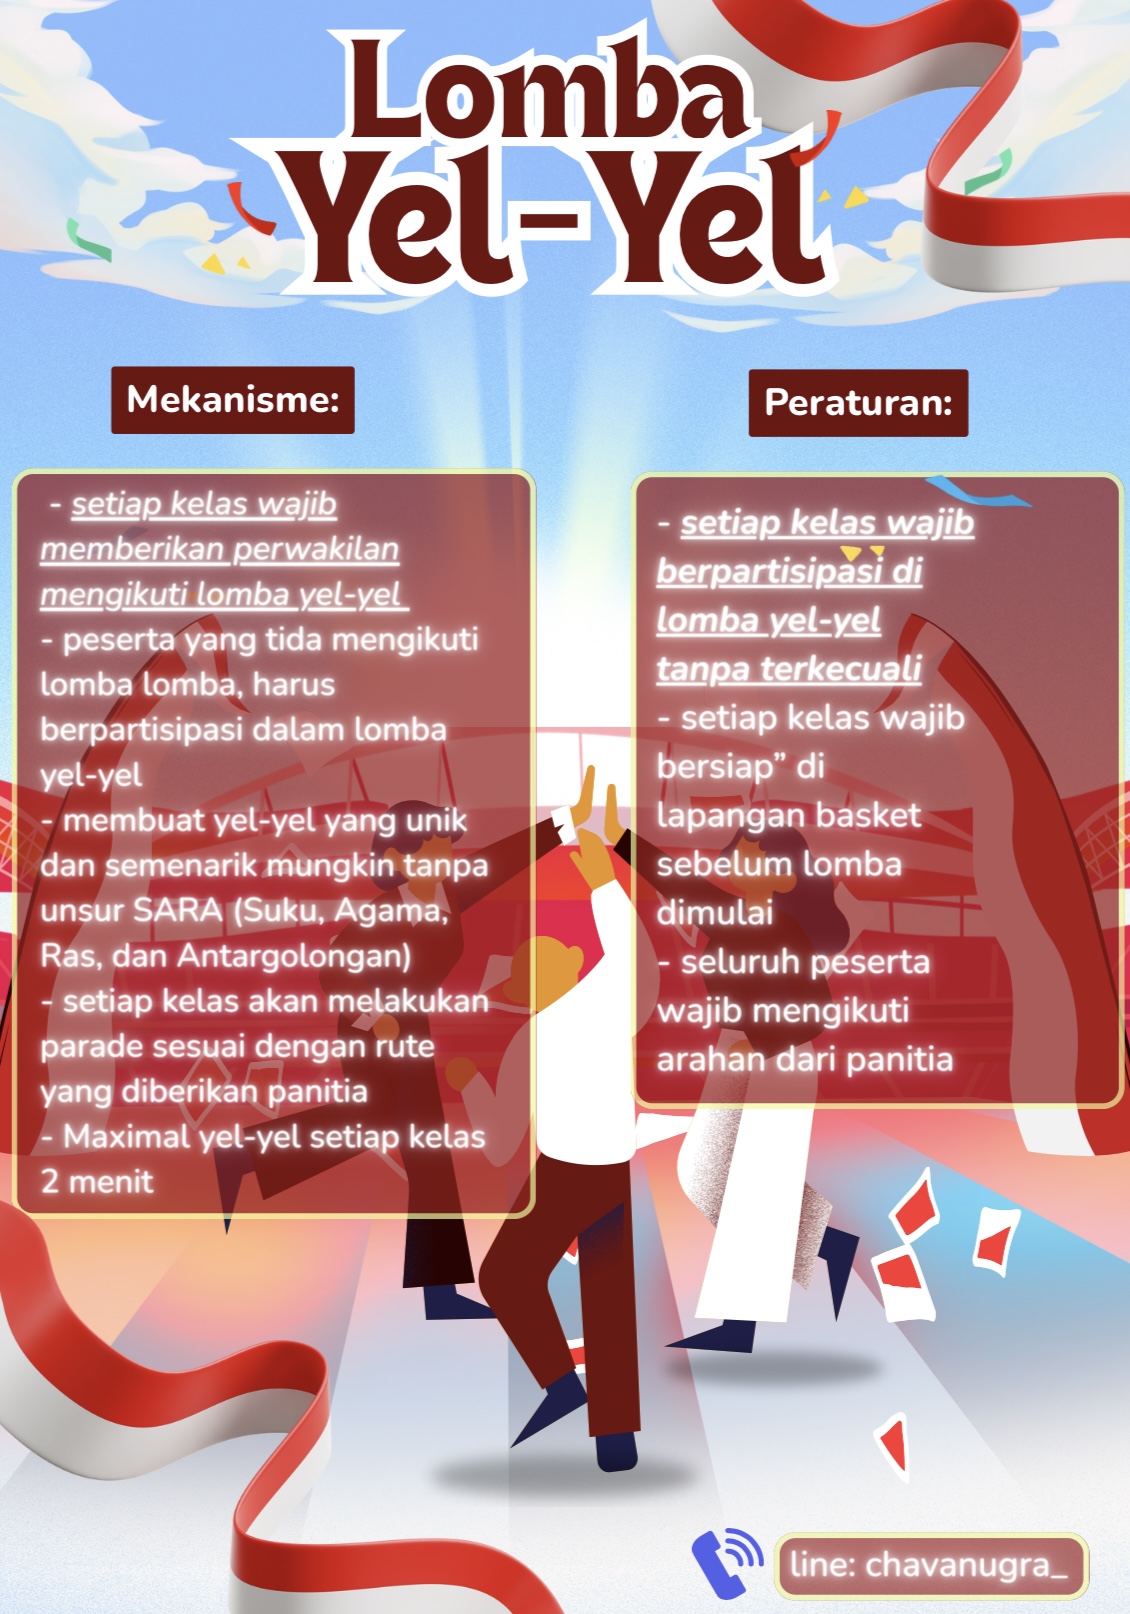 Lomba
Yel-Yel
Mekanisme:
- setiap kelas wajib
memberikan perwakilan
mengikuti lomba yel-yel
- peserta yang tida mengikuti
lomba lomba, harus
berpartisipasi dalam lomba
yel-yel
- membuat yel-yel yang unik
dan semenarik mungkin tanpa
unsur SARA (Suku, Agama,
Ras, dan Antargolongan)
- setiap kelas akan melakukan
parade sesuai dengan rute
yang diberikan panitia
- Maximal yel-yel setiap kelas
2 menit
Peraturan:
- setiap kelas wajib
berpartisipasi di
lomba yel-yel
tanpa terkecuali
- setiap kelas wajib
bersiap” di
lapangan basket
sebelum lomba
dimulai
- seluruh peserta
wajib mengikuti
arahan dari panitia
line: chavanugra_